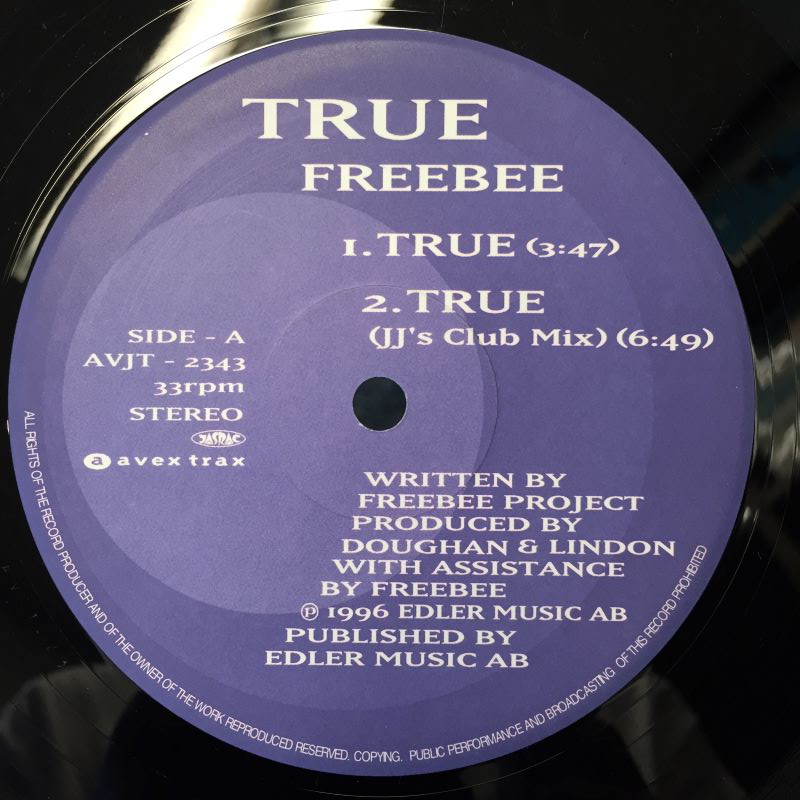 TRUE
FREEBEE
1. TRUE (3:47)
2. TRUE
(JJ's Club Mix) (6:49)
SIDE - A
AVJT - 2343
33rpm
STEREO
JASRAC
a avex trax
WRITTEN BY
FREEBEE PROJECT
PRODUCED BY
DOUGHAN & LINDON
WITH ASSISTANCE
BY FREEBEE
℗ 1996 EDLER MUSIC AB
PUBLISHED BY
EDLER MUSIC AB
ALL RIGHTS OF THE RECORD PRODUCER AND OF THE OWNER OF THE WORK REPRODUCED RESERVED. COPYING. PUBLIC PERFORMANCE AND BROADCASTING OF THIS RECORD PROHIBITED